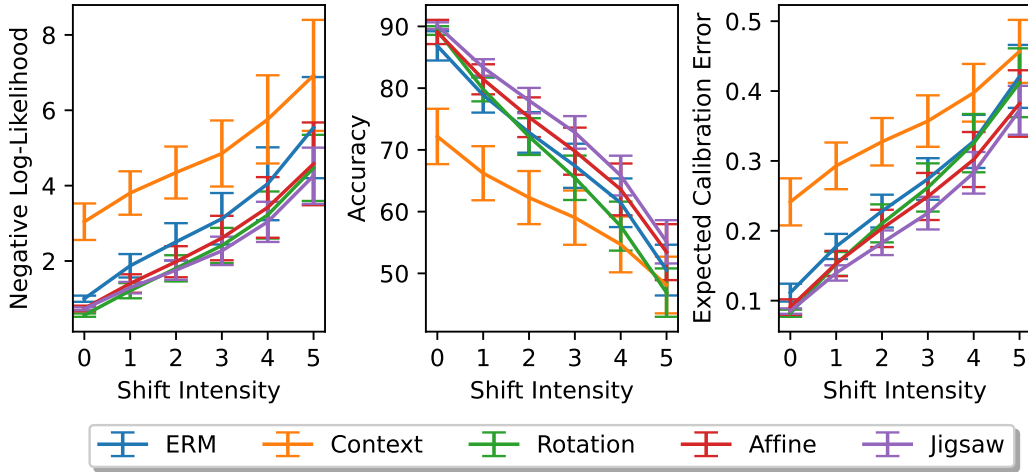 Negative Log-Likelihood
8
6
4
2
0 1 2 3 4 5
Shift Intensity
Accuracy
90
80
70
60
50
0 1 2 3 4 5
Shift Intensity
Expected Calibration Error
0.5
0.4
0.3
0.2
0.1
0 1 2 3 4 5
Shift Intensity
ERM Context Rotation Affine Jigsaw